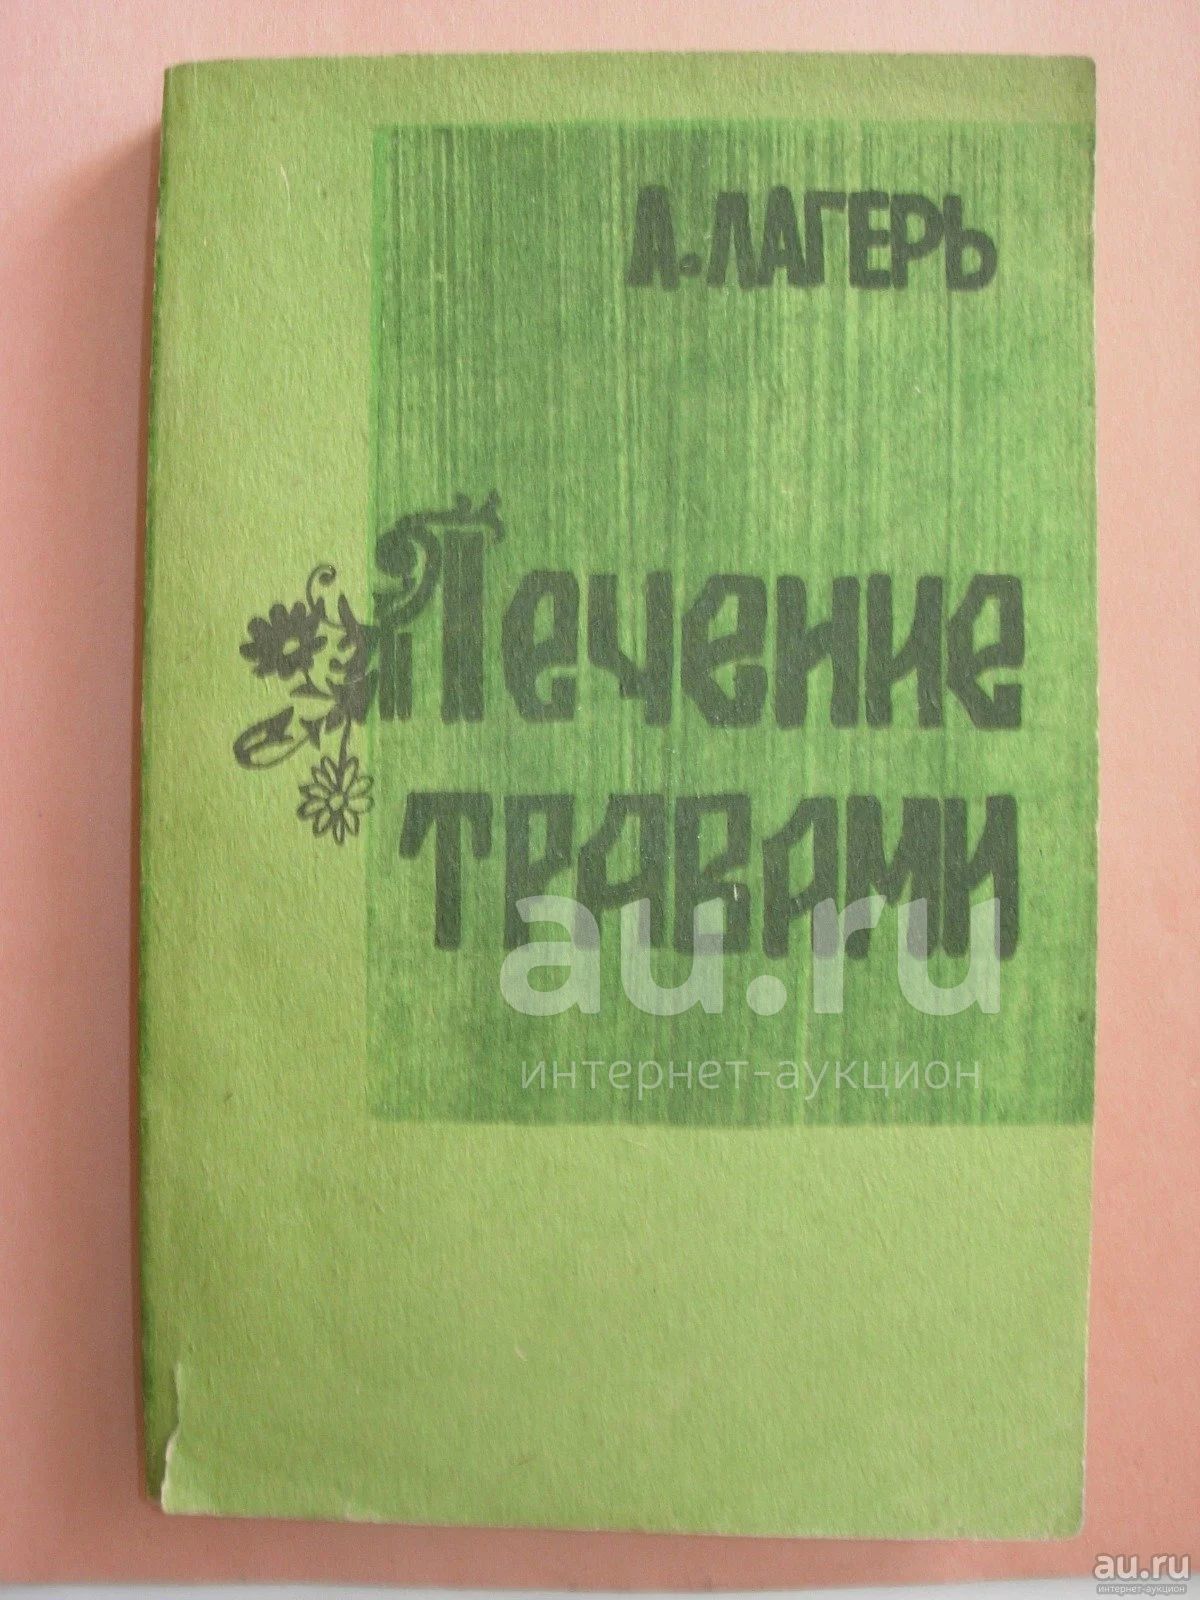 А. ЛАГЕРЬ
Лечение
травами
au.ru
интернет-аукцион
au.ru
интернет-аукцион